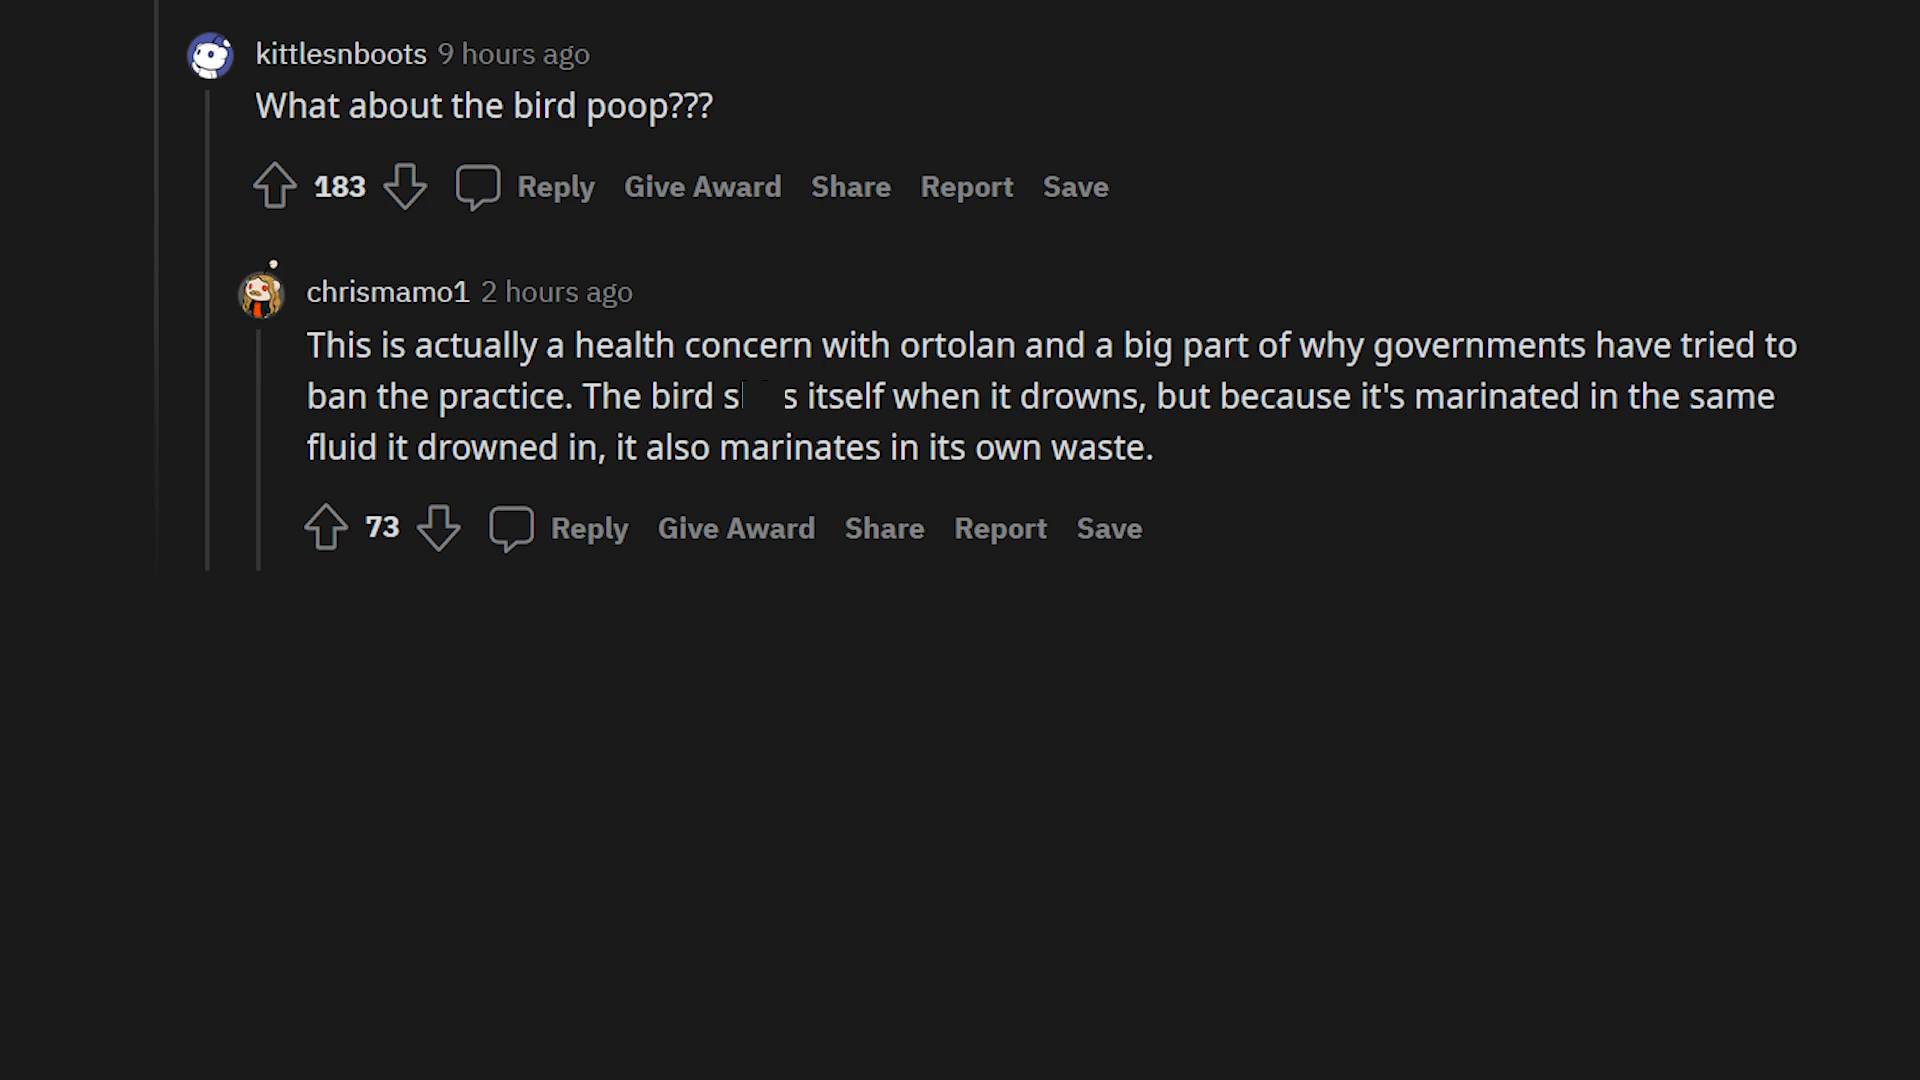 kittlesnboots 9 hours ago
What about the bird poop???
183 Reply Give Award Share Report Save
chrismamo1 2 hours ago
This is actually a health concern with ortolan and a big part of why governments have tried to
ban the practice. The bird s s itself when it drowns, but because it's marinated in the same
fluid it drowned in, it also marinates in its own waste.
73 Reply Give Award Share Report Save